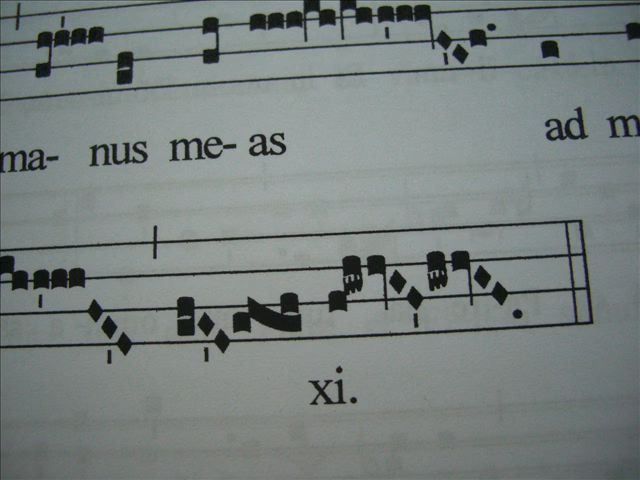 ma- nus me- as ad m
xi.